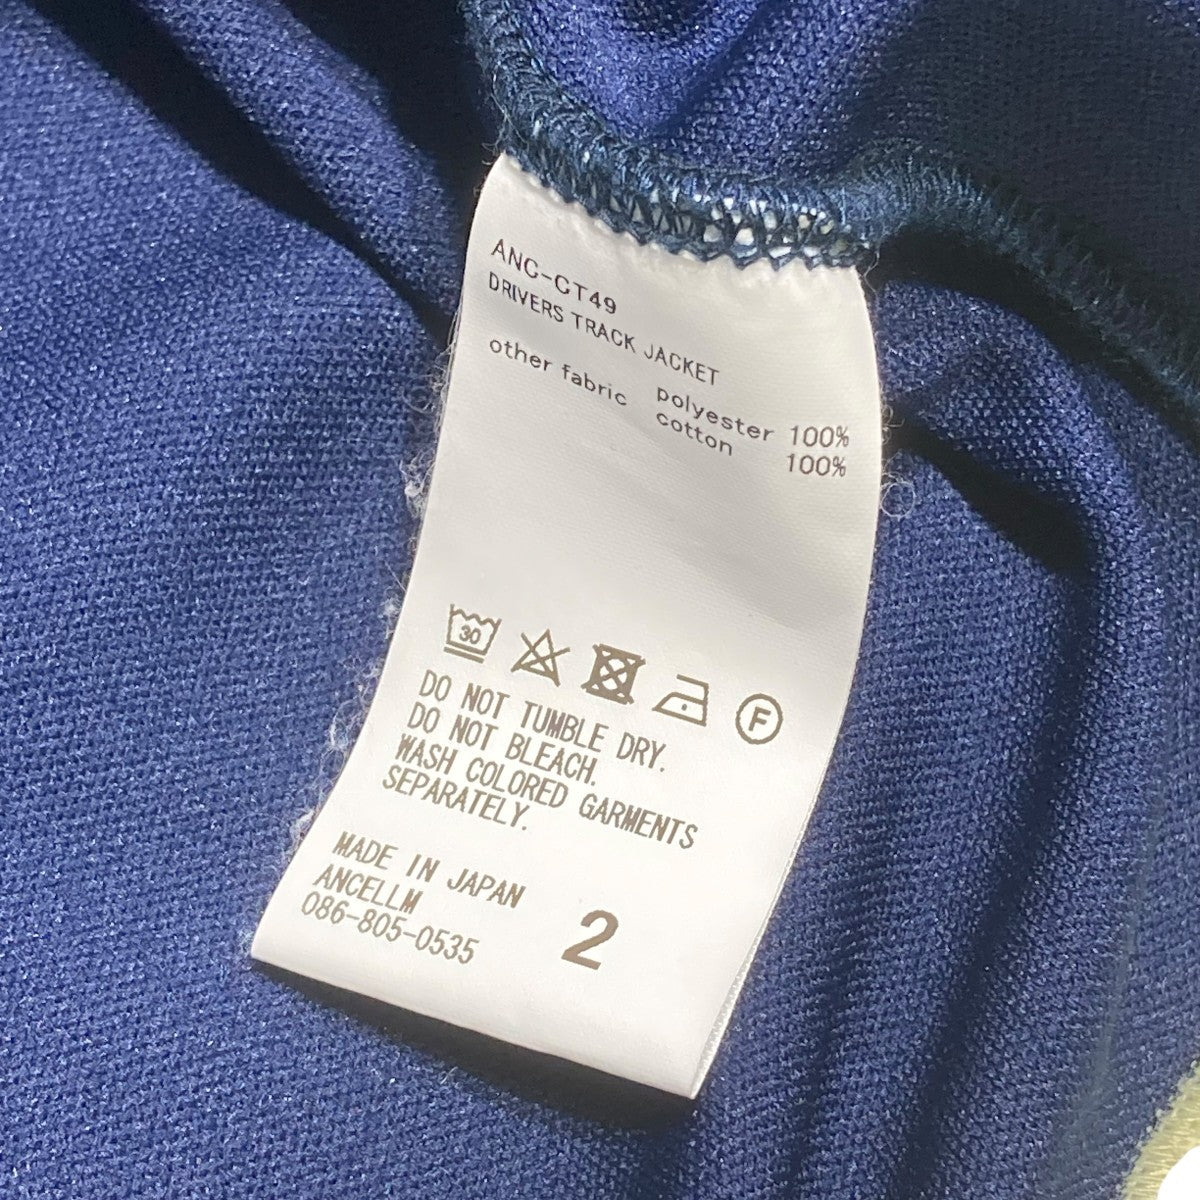 ANC-CT49
DRIVERS TRACK JACKET
polyester 100%
other fabric cotton 100%
30
F
DO NOT TUMBLE DRY.
DO NOT BLEACH.
WASH COLORED GARMENTS
SEPARATELY.
MADE IN JAPAN
ANCELLM
086-805-0535
2